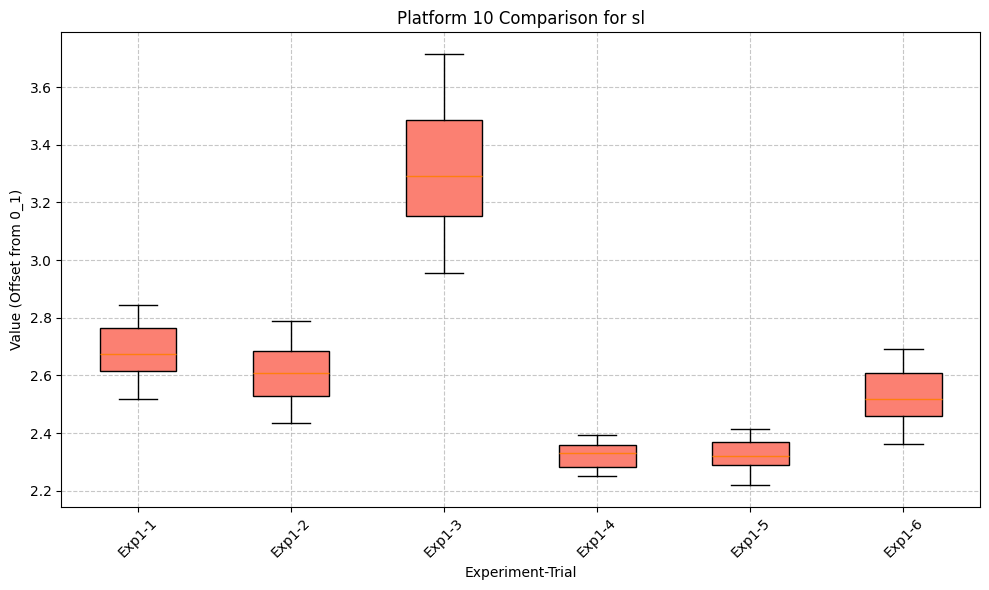 Platform 10 Comparison for sl
Value (Offset from 0_1)
3.6
3.4
3.2
3.0
2.8
2.6
2.4
2.2
Exp1-1
Exp1-2
Exp1-3
Exp1-4
Exp1-5
Exp1-6
Experiment-Trial